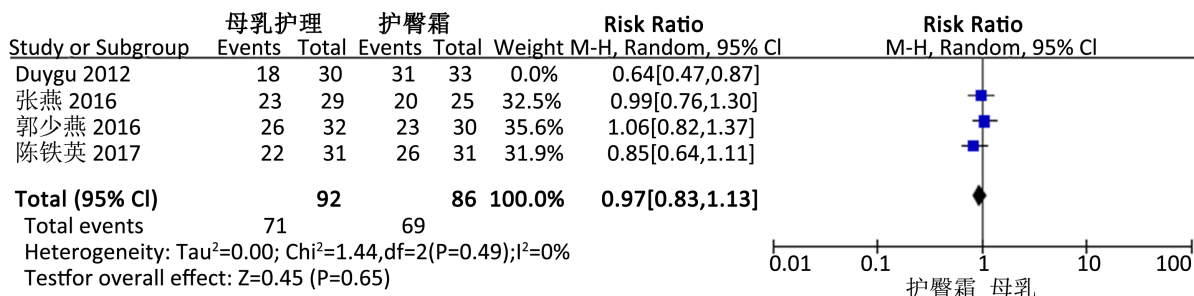 母乳护理 护臀霜 Risk Ratio Risk Ratio
Study or Subgroup Events Total Events Total Weight M-H, Random, 95% Cl M-H, Random, 95% Cl
Duygu 2012 18 30 31 33 0.0% 0.64[0.47,0.87]
张燕 2016 23 29 20 25 32.5% 0.99[0.76,1.30]
郭少燕 2016 26 32 23 30 35.6% 1.06[0.82,1.37]
陈铁英 2017 22 31 26 31 31.9% 0.85[0.64,1.11]
Total (95% Cl) 92 86 100.0% 0.97[0.83,1.13]
Total events 71 69
Heterogeneity: Tau²=0.00; Chi²=1.44,df=2(P=0.49);I²=0%
Testfor overall effect: Z=0.45 (P=0.65)
0.01 0.1 1 10 100
护臀霜 母乳